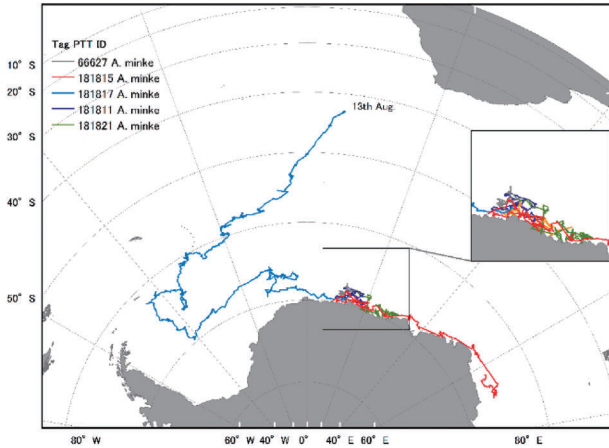 Tag PTT ID
66627 A. minke
181815 A. minke
181817 A. minke
181811 A. minke
181821 A. minke
10° S
20° S
30° S
40° S
50° S
13th Aug.
80° W
60° W
40° W
0°
40° E
60° E
80° E